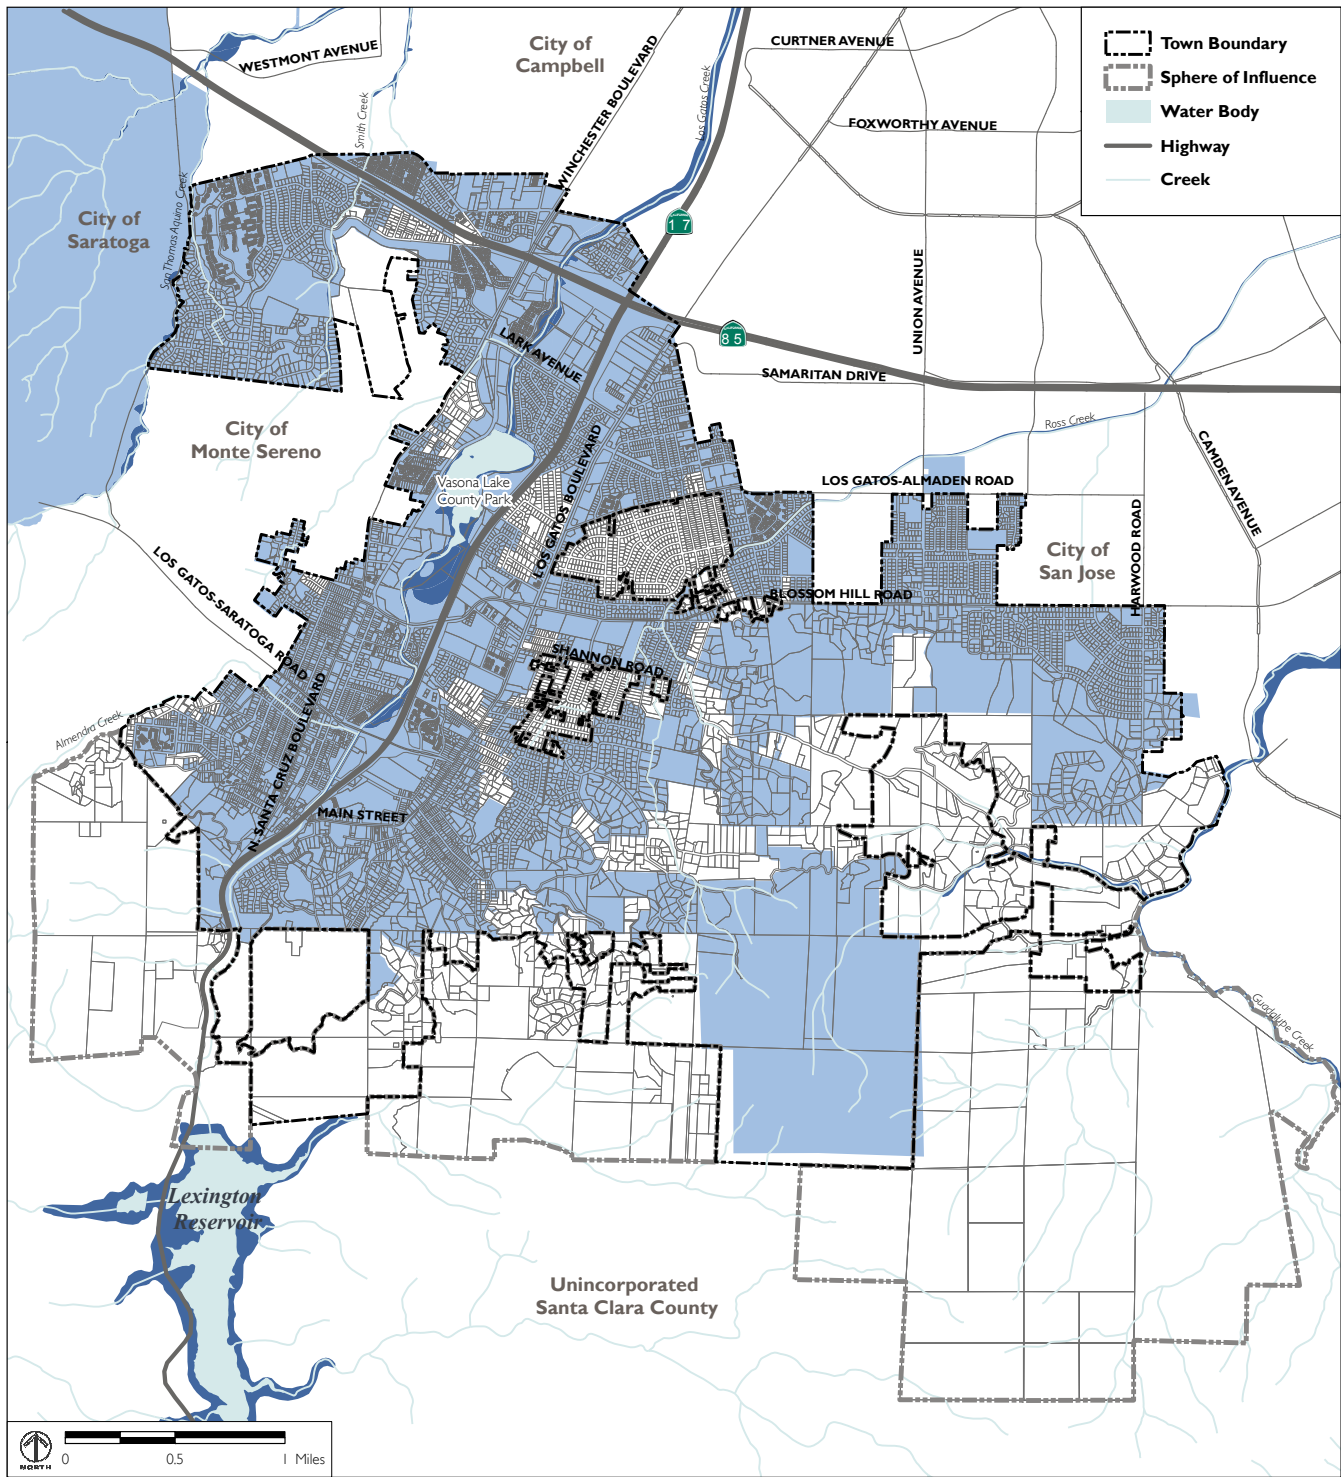 WESTMONT AVENUE
City of
Campbell
WINCHESTER BOULEVARD
Los Gatos Creek
CURTNER AVENUE
FOXWORTHY AVENUE
Town Boundary
Sphere of Influence
Water Body
Highway
Creek
Smith Creek
San Thomas Aquino Creek
City of
Saratoga
CALIFORNIA
17
UNION AVENUE
CALIFORNIA
85
LARK AVENUE
SAMARITAN DRIVE
City of
Monte Sereno
Ross Creek
CAMDEN AVENUE
LOS GATOS BOULEVARD
Vasona Lake
County Park
LOS GATOS-ALMADEN ROAD
HARWOOD ROAD
City of
San Jose
LOS GATOS-SARATOGA ROAD
BLOSSOM HILL ROAD
SHANNON ROAD
Almendra Creek
N. SANTA CRUZ BOULEVARD
MAIN STREET
Guadalupe Creek
Lexington
Reservoir
Unincorporated
Santa Clara County
NORTH
0 0.5 1 Miles